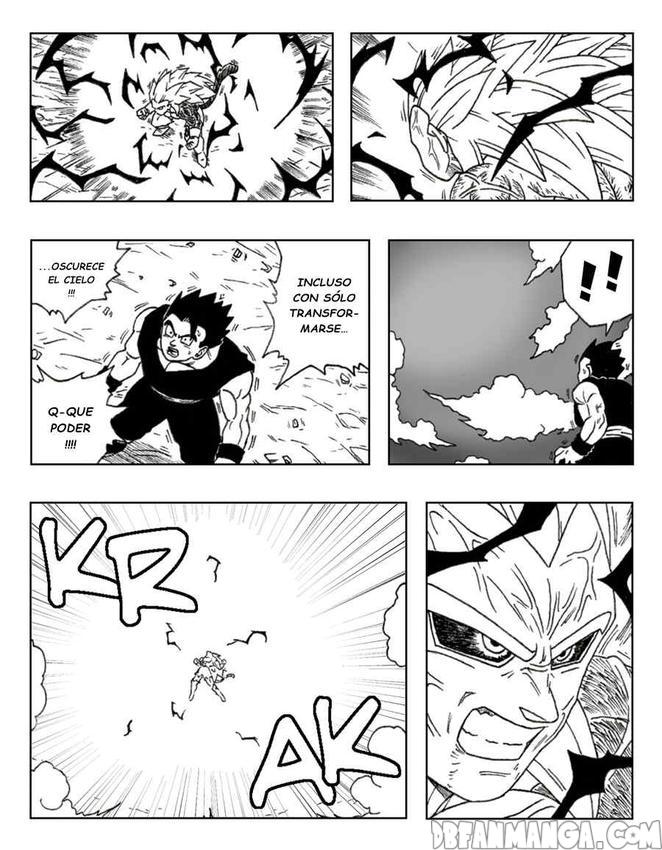 !!
INCLUSO
CON SÓLO
TRANSFOR-
MARSE...
...OSCURECE
EL CIELO
!!!
Q-QUE
PODER
!!!!
KR
AK
DBFANMANGA.COM